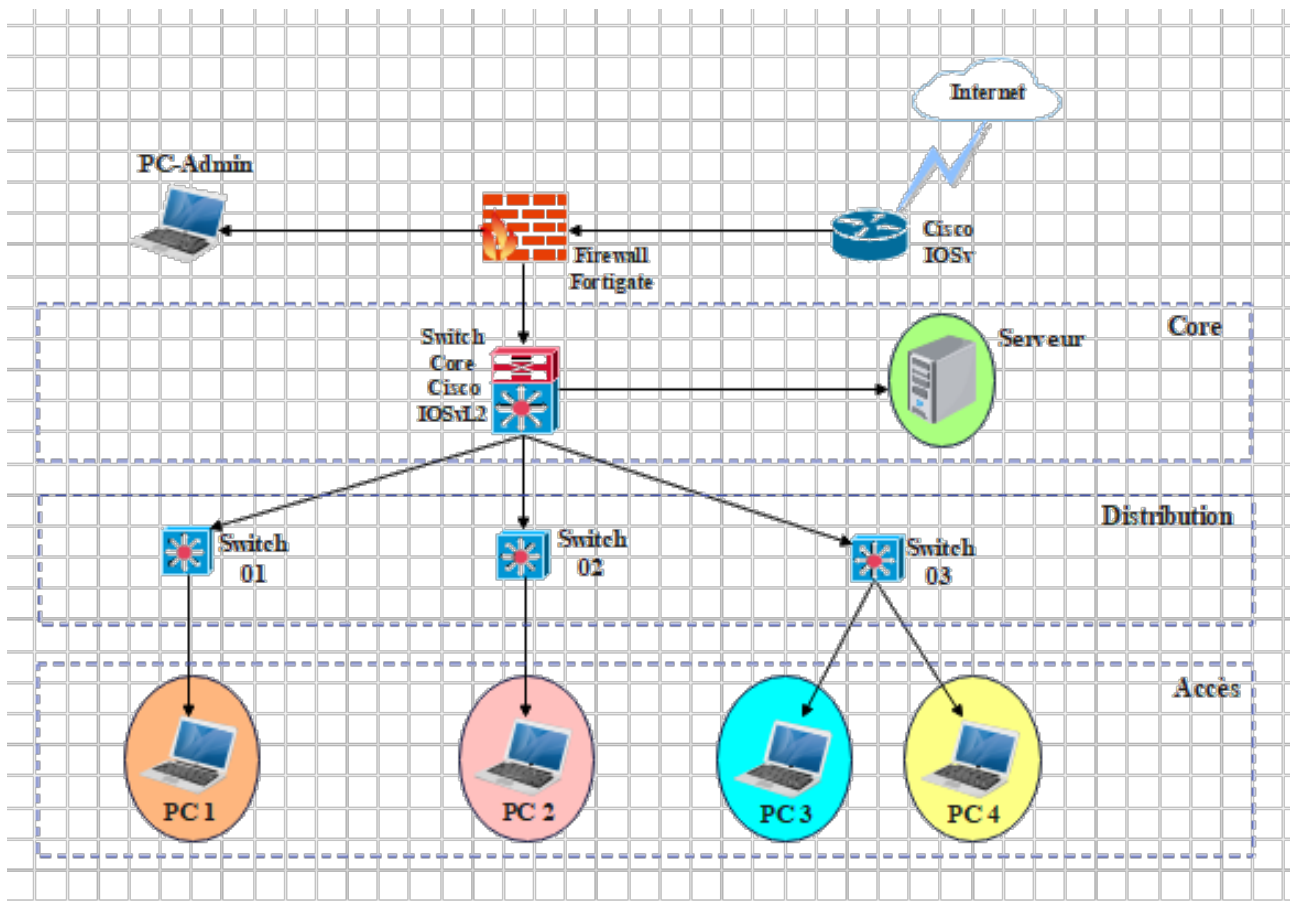 Internet
PC-Admin
Cisco
IOSv
Firewall
Fortigate
Core
Switch
Core
Cisco
IOSvL2
Serveur
Distribution
Switch
01
Switch
02
Switch
03
Accès
PC 1
PC 2
PC 3
PC 4